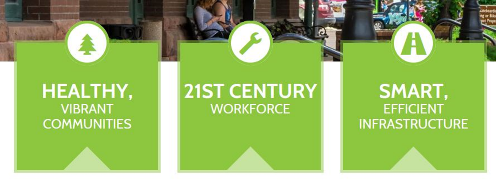 HEALTHY,
VIBRANT
COMMUNITIES
21ST CENTURY
WORKFORCE
SMART,
EFFICIENT
INFRASTRUCTURE